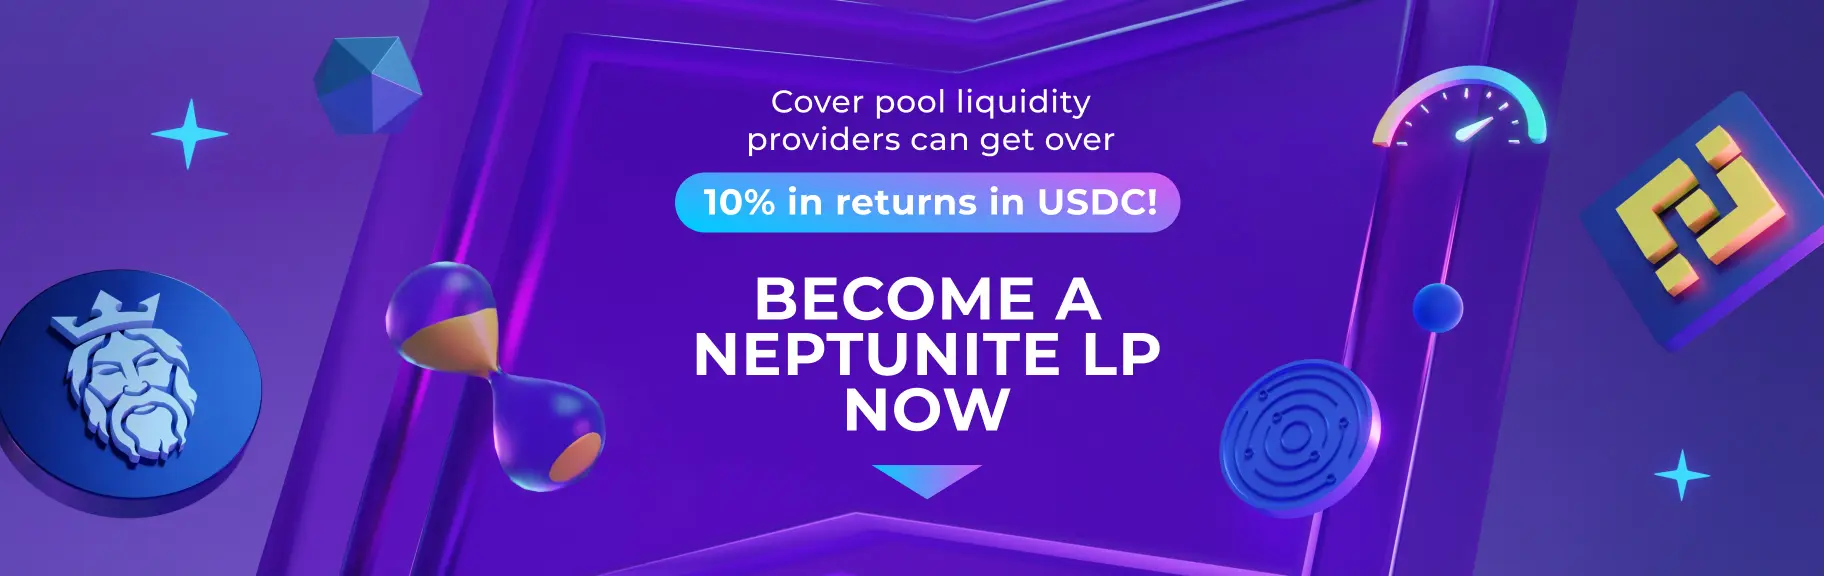 Cover pool liquidity
providers can get over
10% in returns in USDC!
BECOME A
NEPTUNITE LP
NOW